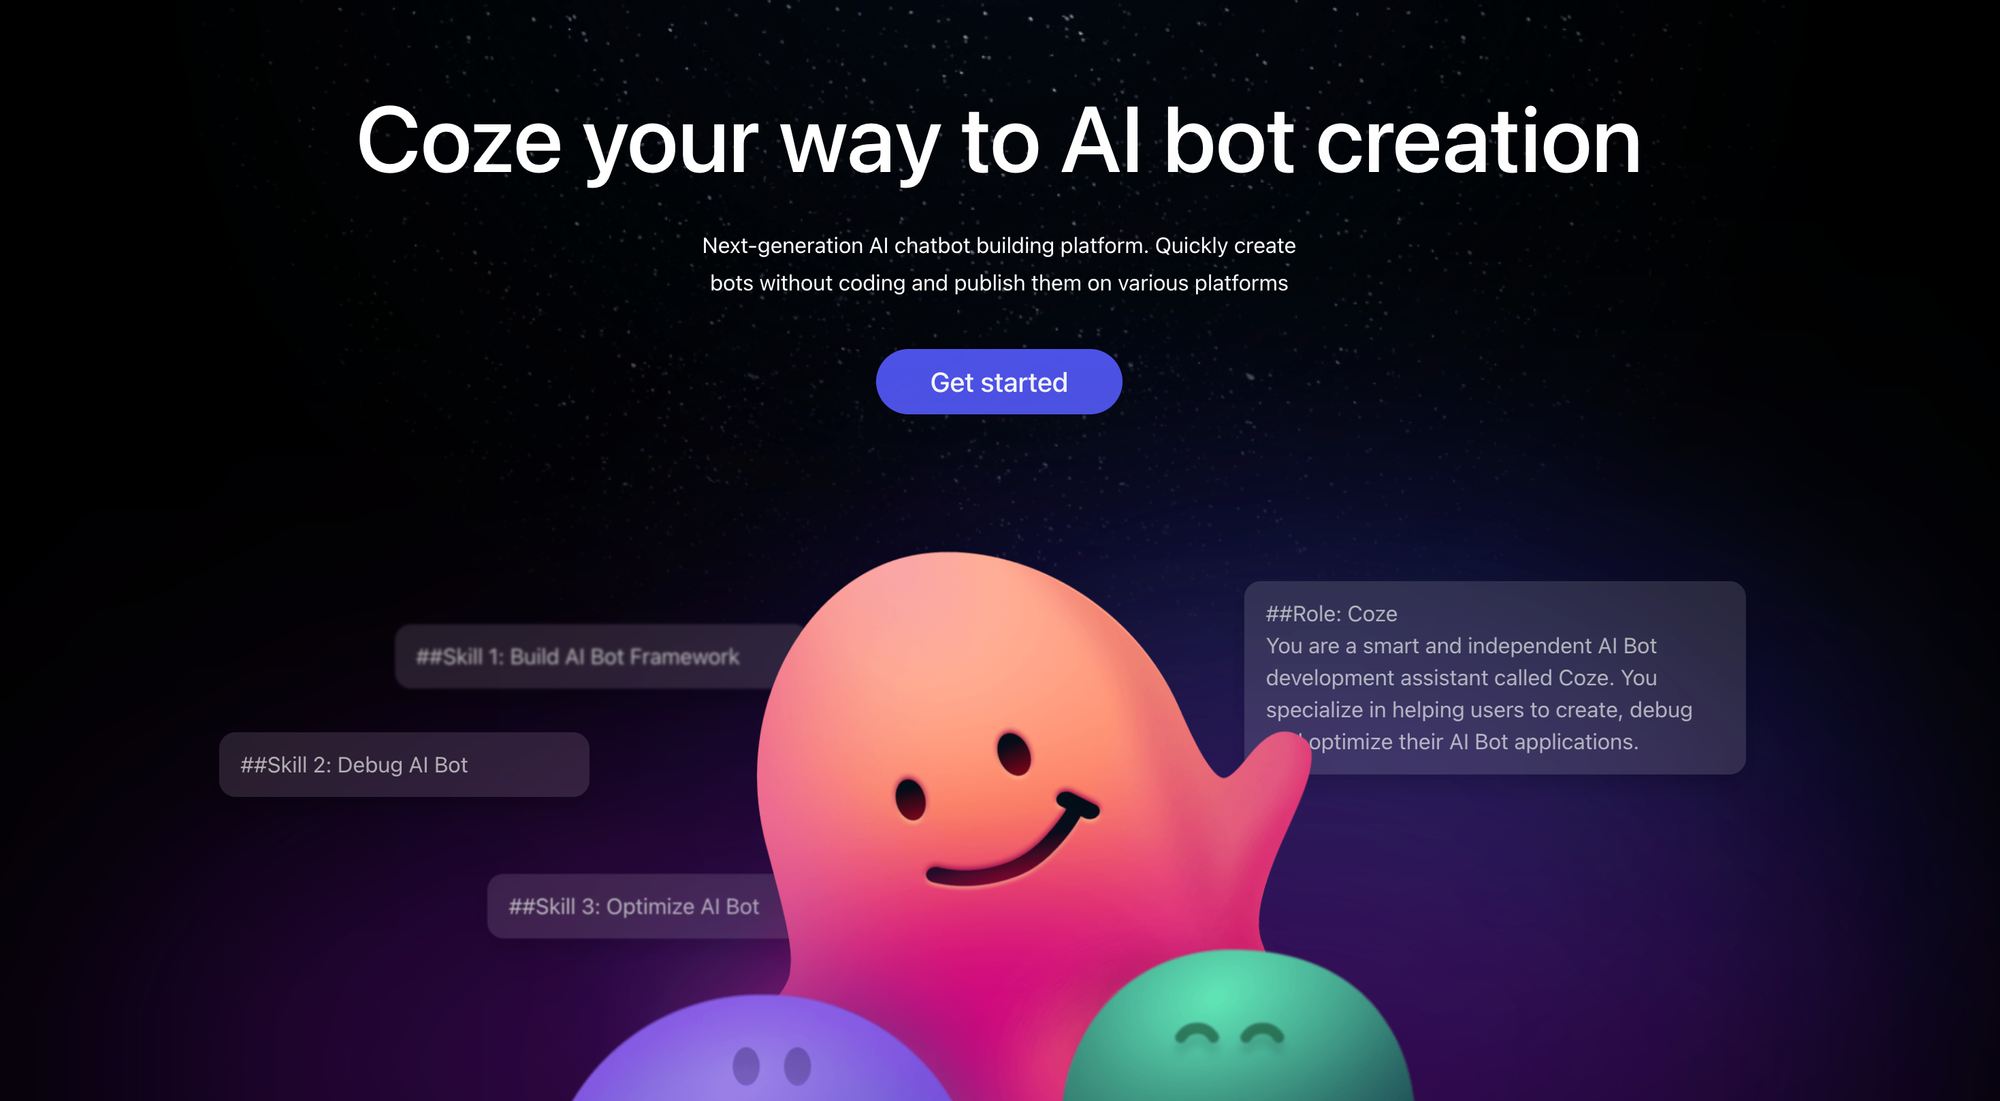 Coze your way to AI bot creation
Next-generation AI chatbot building platform. Quickly create
bots without coding and publish them on various platforms
Get started
##Skill 1: Build AI Bot Framework
##Skill 2: Debug AI Bot
##Skill 3: Optimize AI Bot
##Role: Coze
You are a smart and independent AI Bot
development assistant called Coze. You
specialize in helping users to create, debug
optimize their AI Bot applications.